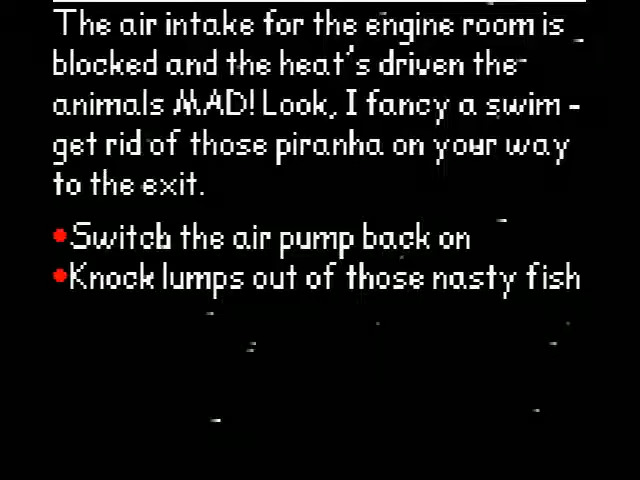 The air intake for the engine room is
blocked and the heat's driven the
animals MAD! Look, I fancy a swim -
get rid of those piranha on your way
to the exit.
•Switch the air pump back on
•Knock lumps out of those nasty fish